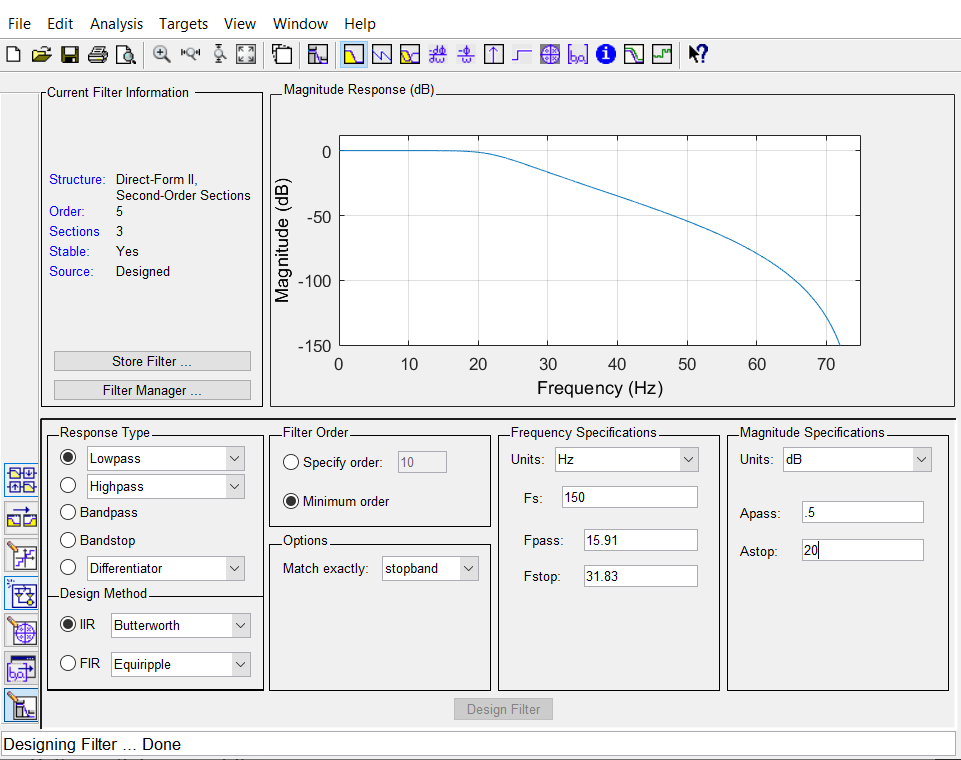 File Edit Analysis Targets View Window Help
Current Filter Information
Structure: Direct-Form II,
Second-Order Sections
Order: 5
Sections 3
Stable: Yes
Source: Designed
Store Filter ...
Filter Manager ...
Magnitude Response (dB)
Magnitude (dB)
0
-50
-100
-150
0 10 20 30 40 50 60 70
Frequency (Hz)
Response Type
Lowpass
Highpass
Bandpass
Bandstop
Differentiator
Design Method
IIR Butterworth
FIR Equiripple
Filter Order
Specify order: 10
Minimum order
Options
Match exactly: stopband
Frequency Specifications
Units: Hz
Fs: 150
Fpass: 15.91
Fstop: 31.83
Magnitude Specifications
Units: dB
Apass: .5
Astop: 20
Design Filter
Designing Filter ... Done